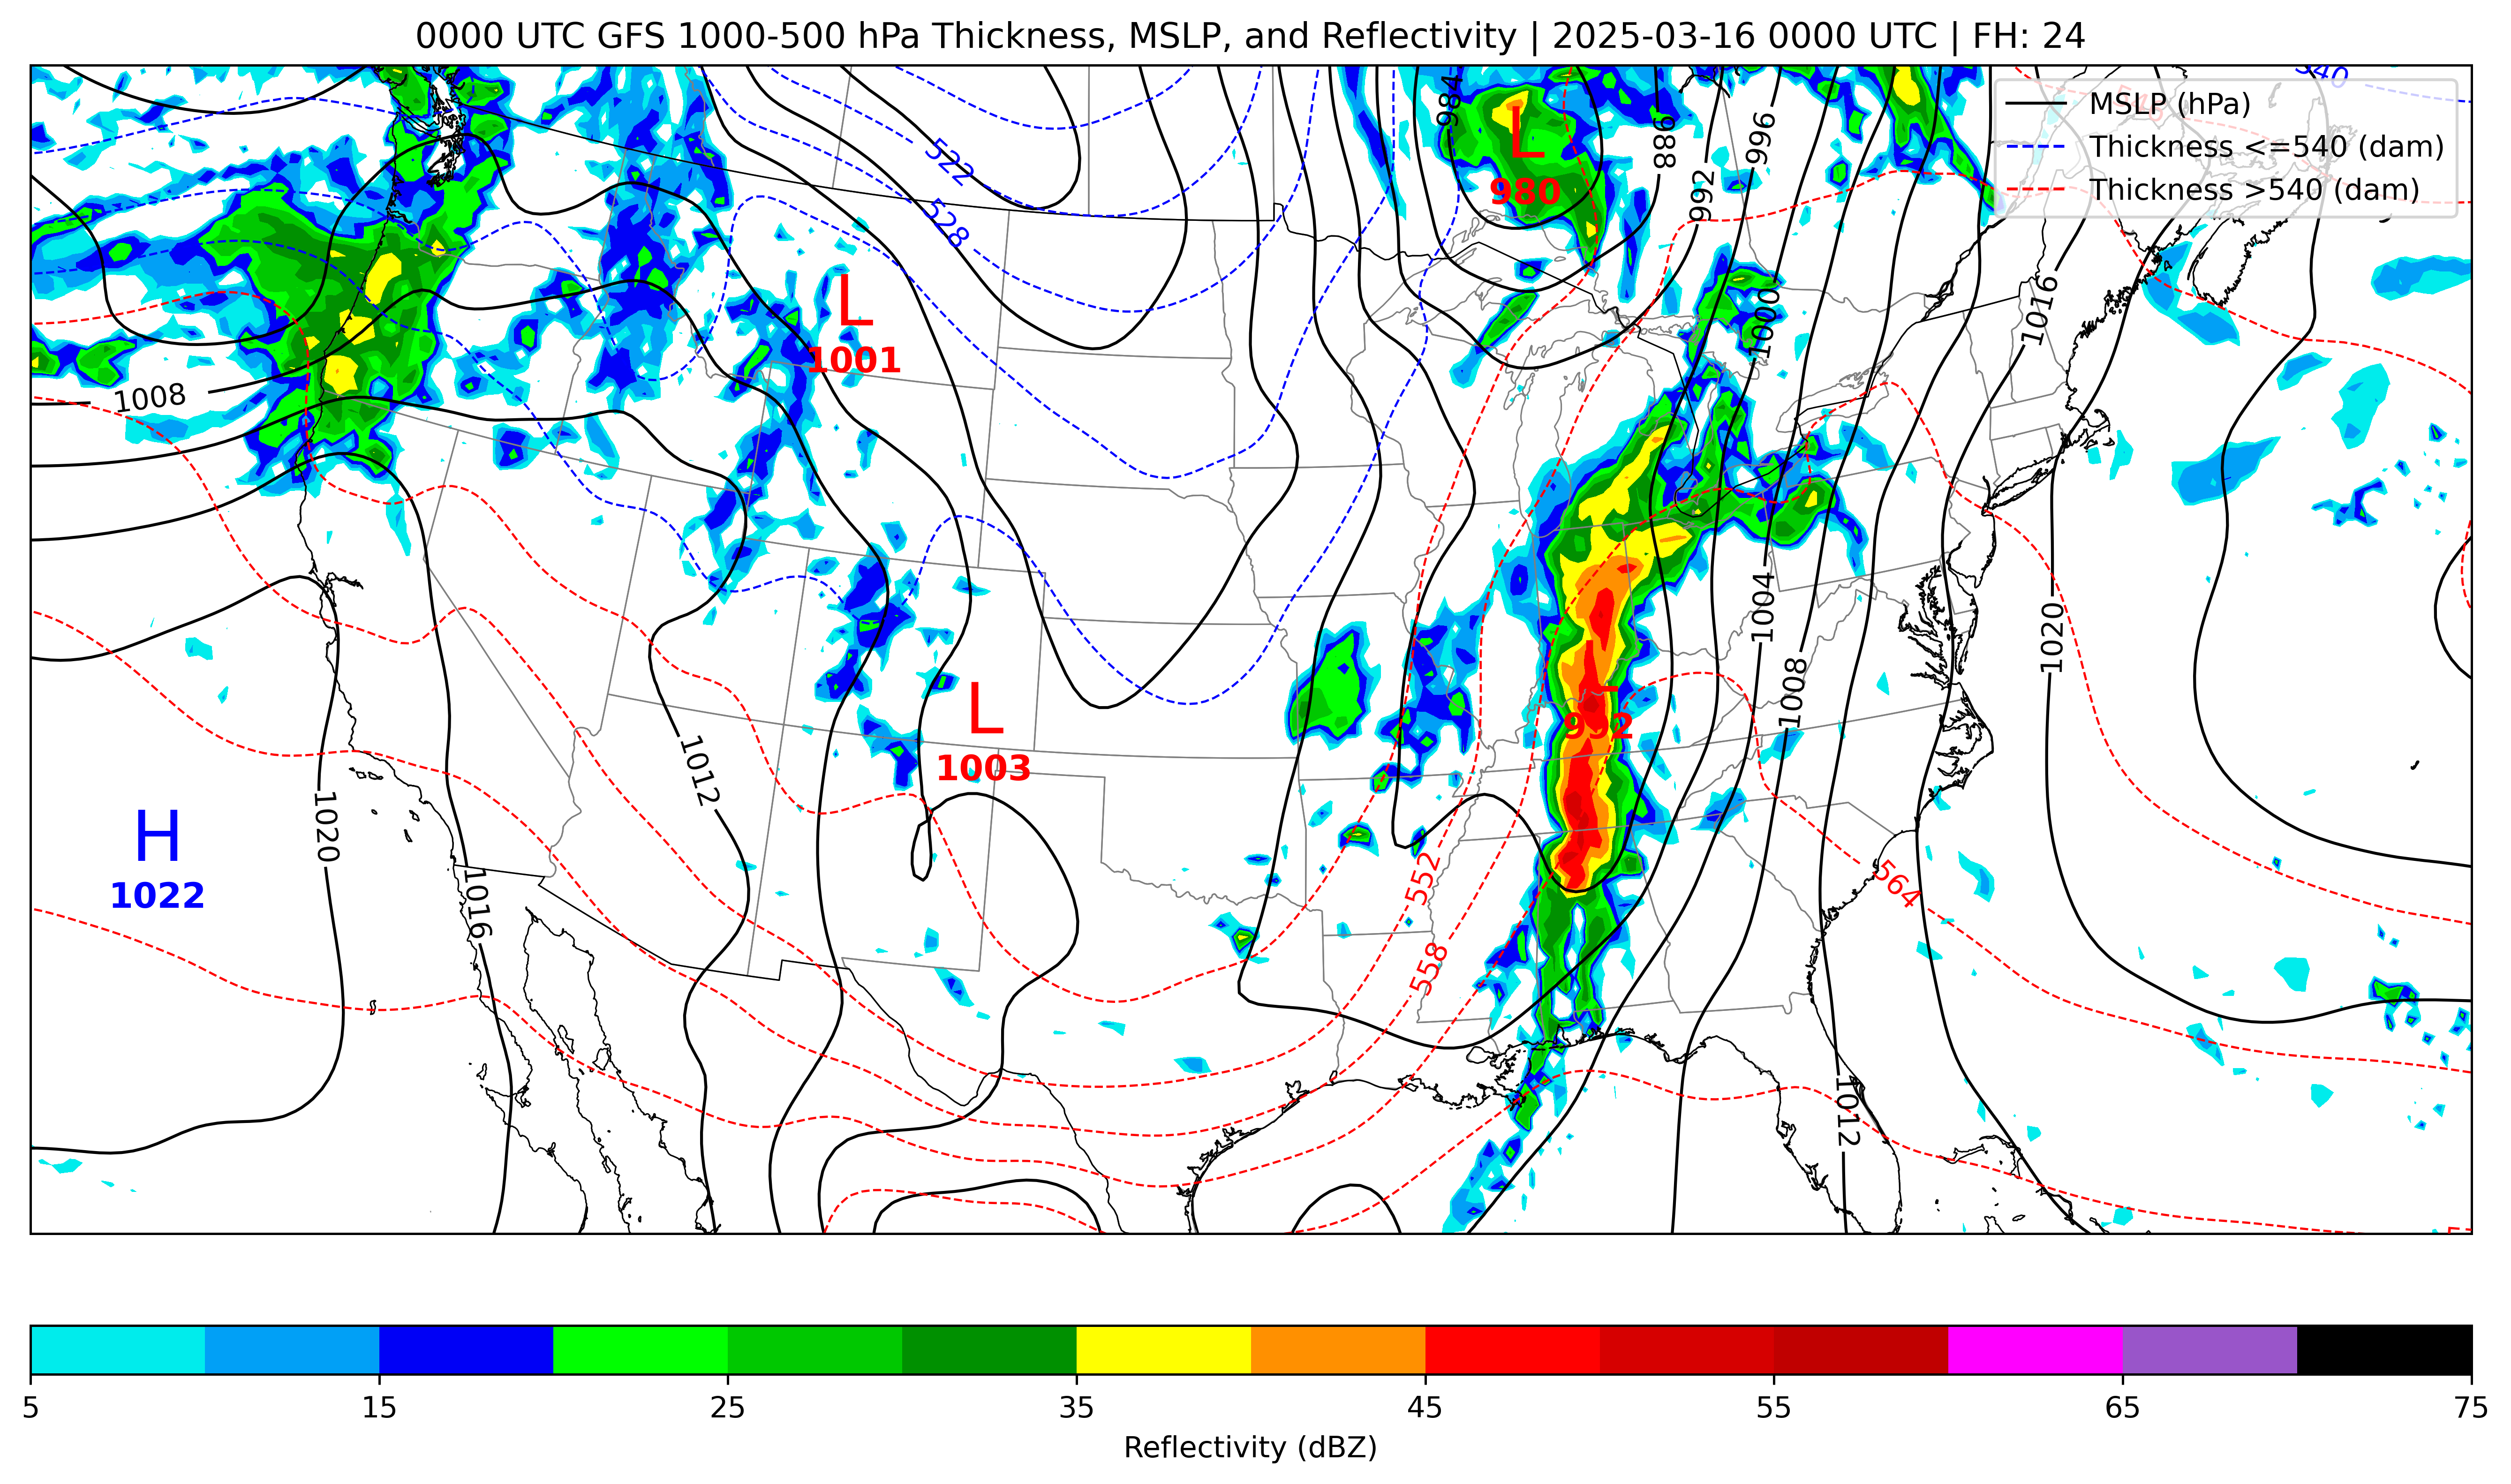 0000 UTC GFS 1000-500 hPa Thickness, MSLP, and Reflectivity | 2025-03-16 0000 UTC | FH: 24
MSLP (hPa)
Thickness <=540 (dam)
Thickness >540 (dam)
540
984
988
992
996
1000
1004
1008
1012
1016
1020
522
528
L
980
L
1001
1008
L
1003
L
992
1012
H
1022
1020
1016
552
558
564
1012
5 15 25 35 45 55 65 75
Reflectivity (dBZ)